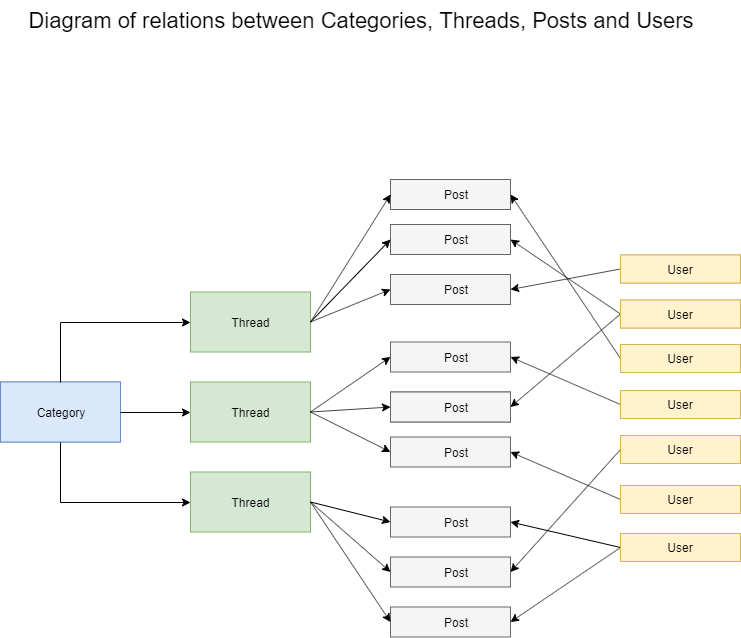 Diagram of relations between Categories, Threads, Posts and Users
Post
Post
User
Post
User
Thread
Post
User
Category
Thread
Post
User
Post
User
Thread
User
Post
User
Post
Post